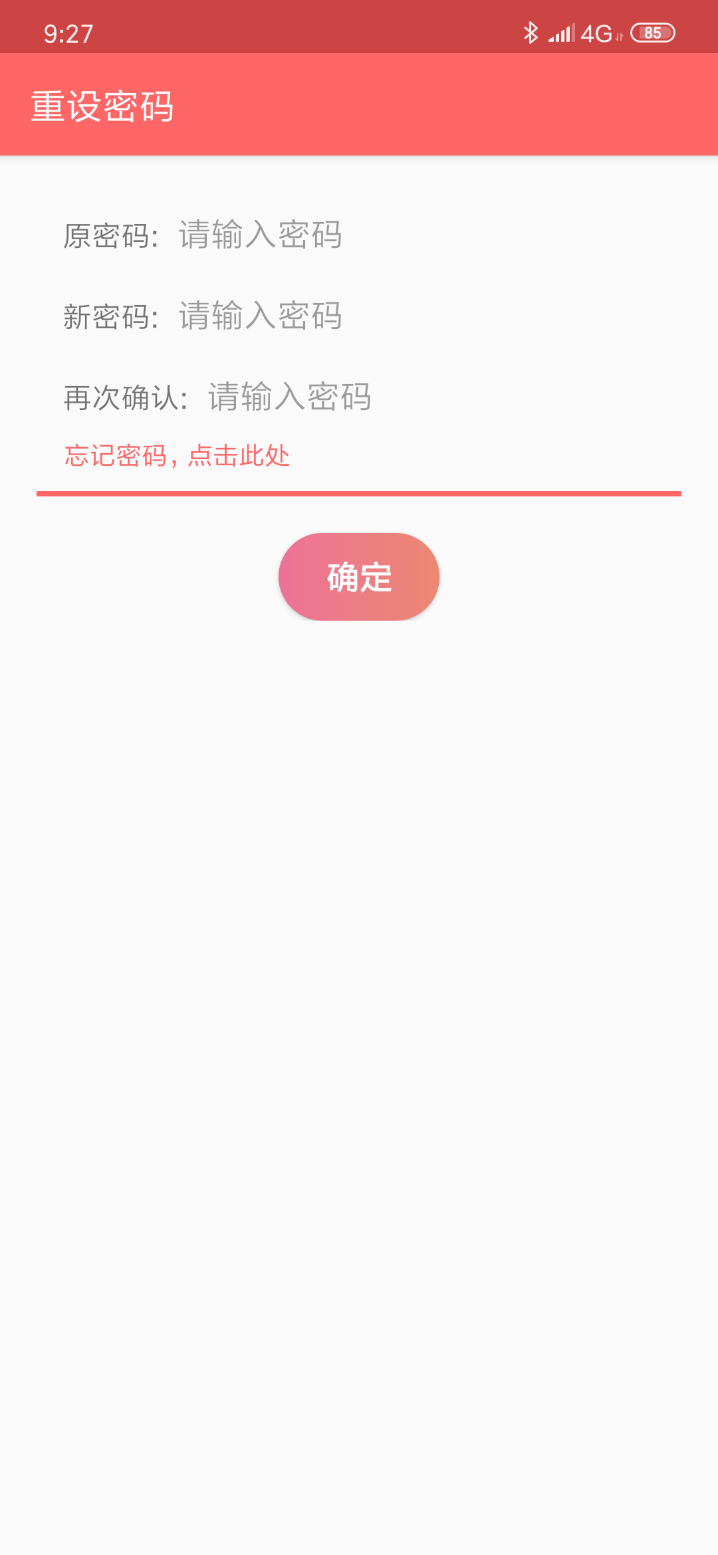 9:27 4G 85
重设密码
原密码: 请输入密码
新密码: 请输入密码
再次确认: 请输入密码
忘记密码, 点击此处
确定